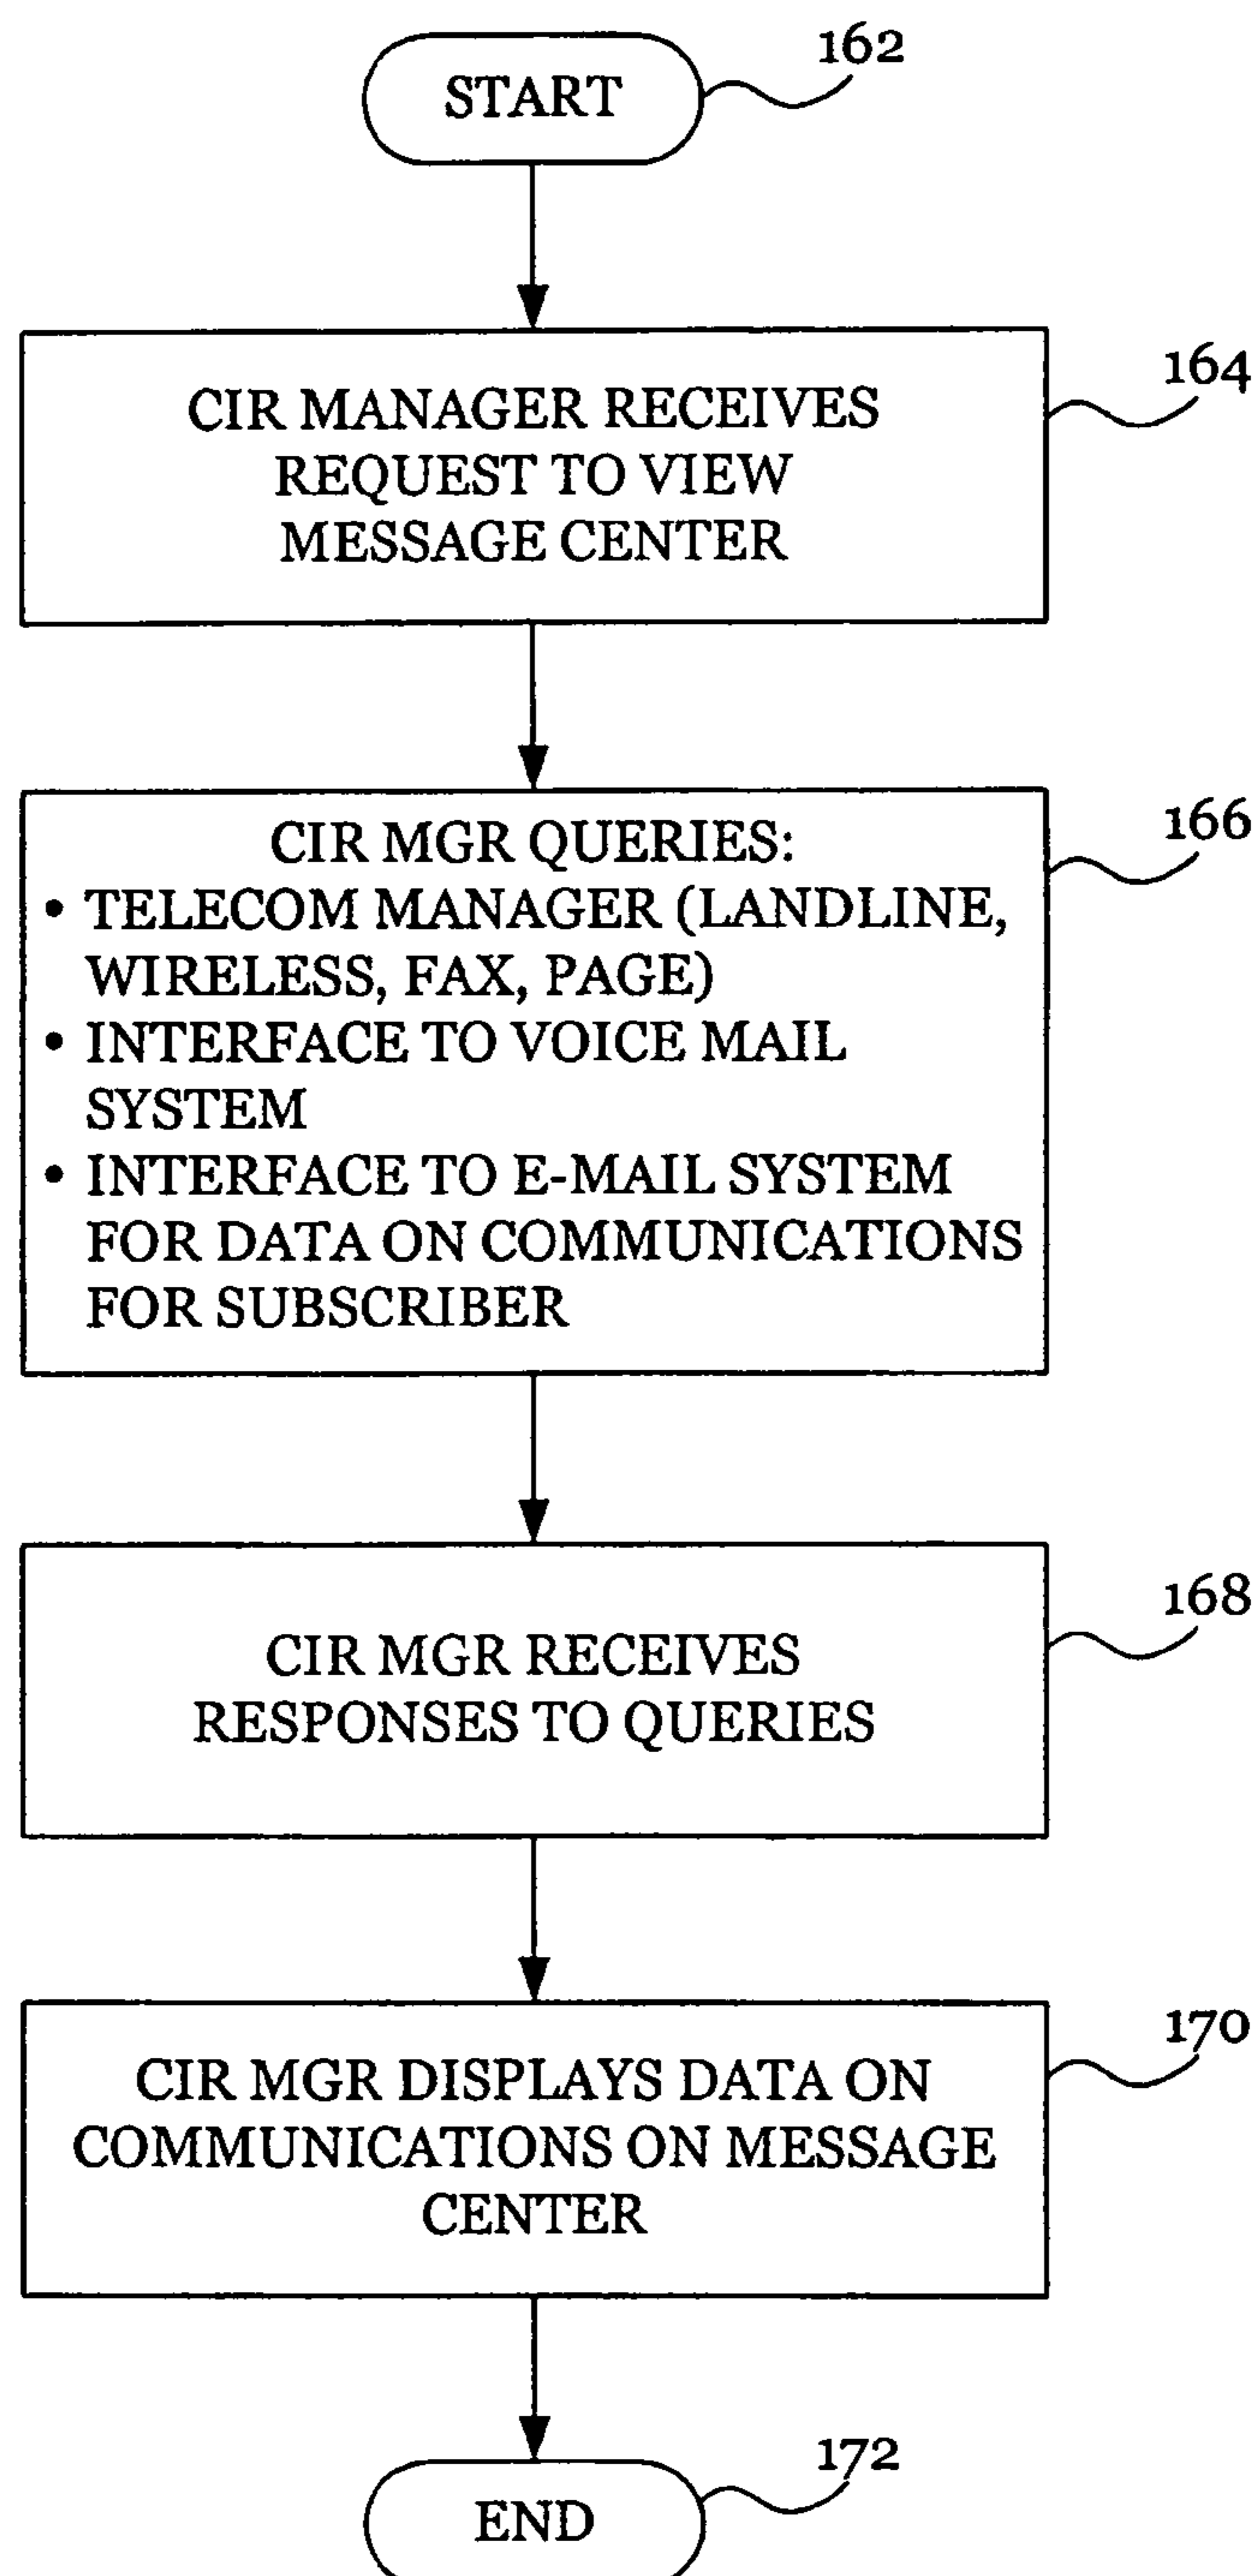 START
162
CIR MANAGER RECEIVES
REQUEST TO VIEW
MESSAGE CENTER
164
CIR MGR QUERIES:
• TELECOM MANAGER (LANDLINE,
WIRELESS, FAX, PAGE)
• INTERFACE TO VOICE MAIL
SYSTEM
• INTERFACE TO E-MAIL SYSTEM
FOR DATA ON COMMUNICATIONS
FOR SUBSCRIBER
166
CIR MGR RECEIVES
RESPONSES TO QUERIES
168
CIR MGR DISPLAYS DATA ON
COMMUNICATIONS ON MESSAGE
CENTER
170
END
172